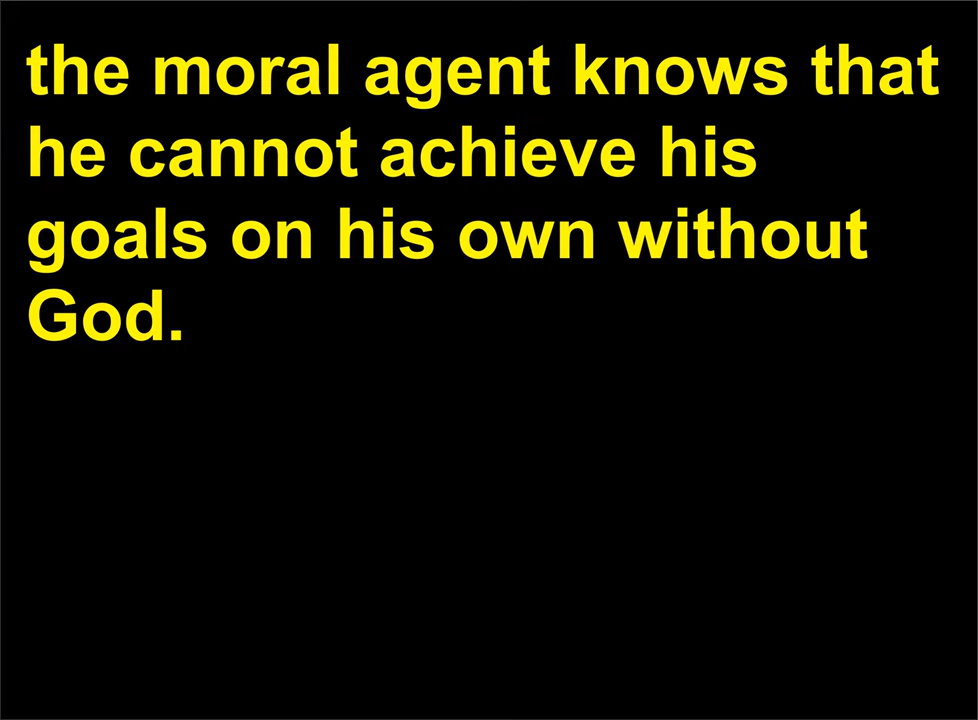 the moral agent knows that
he cannot achieve his
goals on his own without
God.